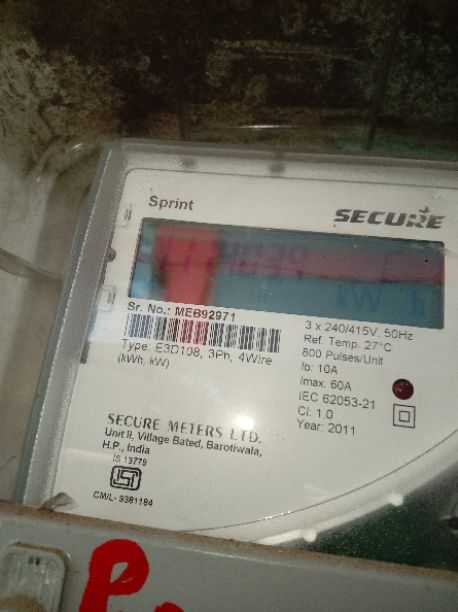 Sprint
SECURE
kW h
Sr. No.: MEB92971
Type: E3D108, 3Ph, 4Wire
(kWh, kW)
3 x 240/415V, 50Hz
Ref. Temp. 27°C
800 Pulses/Unit
Ib: 10A
Imax: 60A
IEC 62053-21
Cl: 1.0
Year: 2011
SECURE METERS LTD.
Unit II, Village Bated, Barotiwala,
H.P., India
IS 13779
CM/L- 9381184